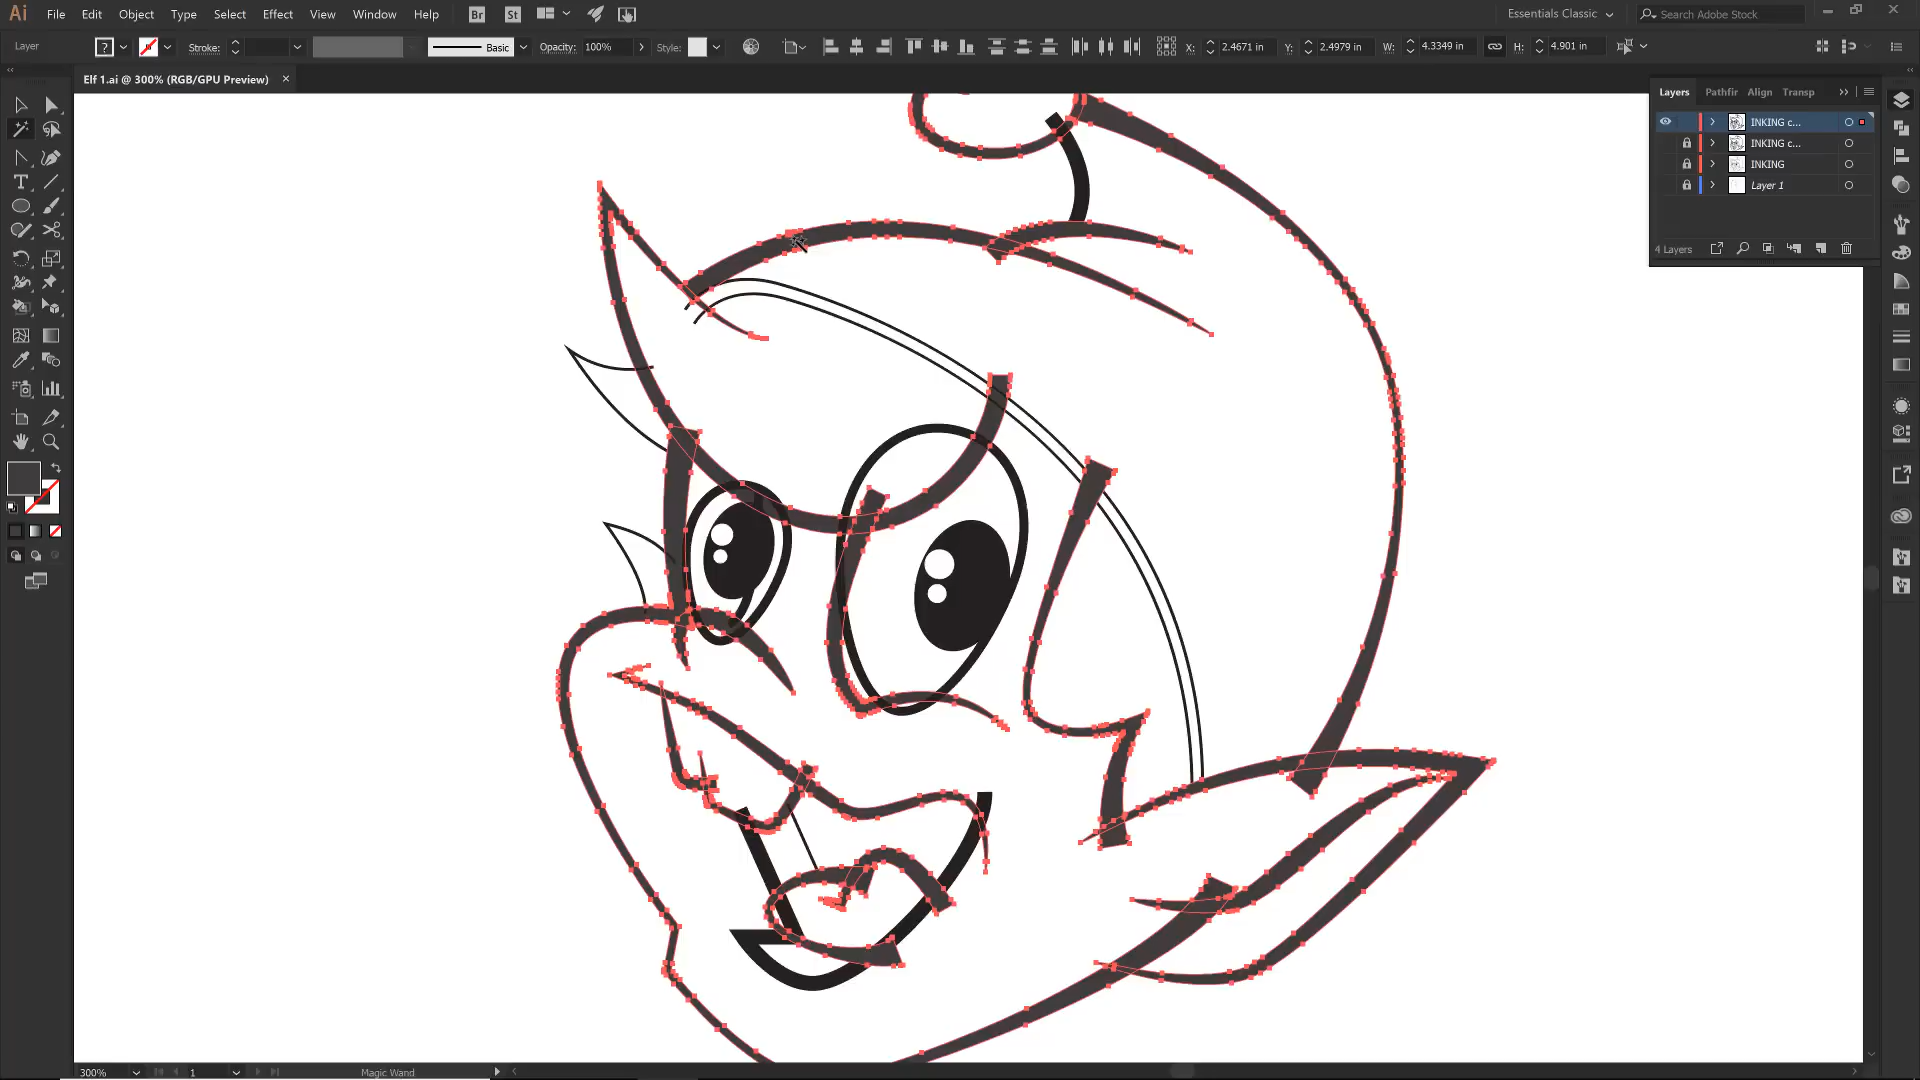 Ai File Edit Object Type Select Effect View Window Help Br St Essentials Classic Search Adobe Stock
Layer ? Stroke: Basic Opacity: 100% Style: X: 2.4671 in Y: 2.4979 in W: 4.3349 in H: 4.901 in
Elf 1.ai @ 300% (RGB/GPU Preview)
Layers Pathfir Align Transp
INKING c...
INKING c...
INKING
Layer 1
4 Layers
300% 1 Magic Wand